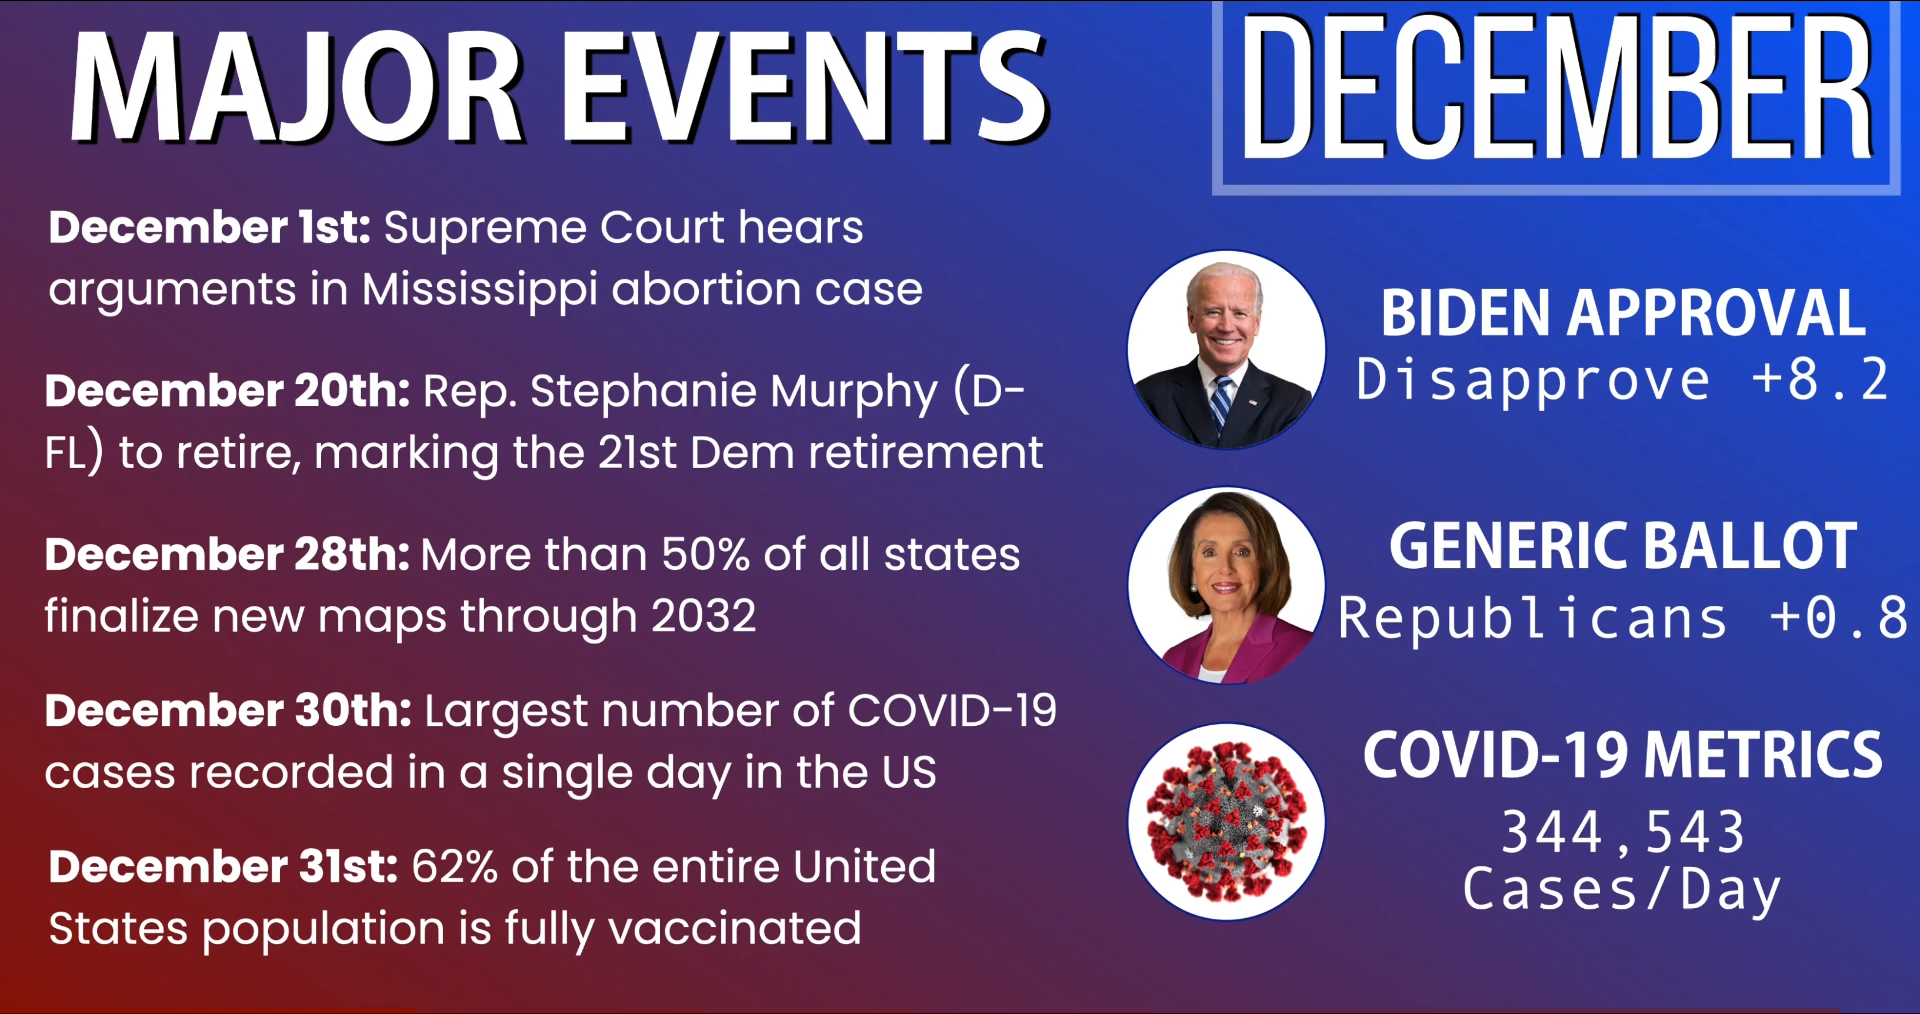 MAJOR EVENTS
DECEMBER
December 1st: Supreme Court hears
arguments in Mississippi abortion case
December 20th: Rep. Stephanie Murphy (D-
FL) to retire, marking the 21st Dem retirement
December 28th: More than 50% of all states
finalize new maps through 2032
December 30th: Largest number of COVID-19
cases recorded in a single day in the US
December 31st: 62% of the entire United
States population is fully vaccinated
BIDEN APPROVAL
Disapprove +8.2
GENERIC BALLOT
Republicans +0.8
COVID-19 METRICS
344,543
Cases/Day